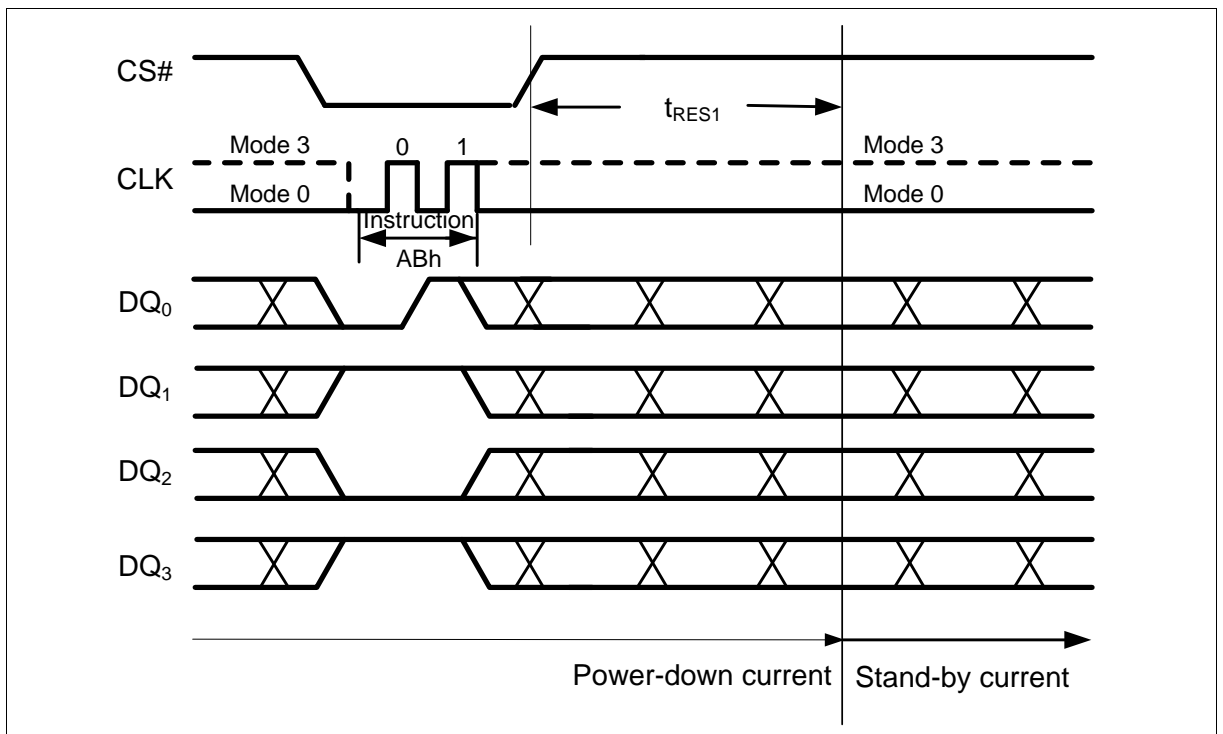 CS#
tRES1
Mode 3
0
1
Mode 3
CLK
Mode 0
Mode 0
Instruction
ABh
DQ0
DQ1
DQ2
DQ3
Power-down current
Stand-by current